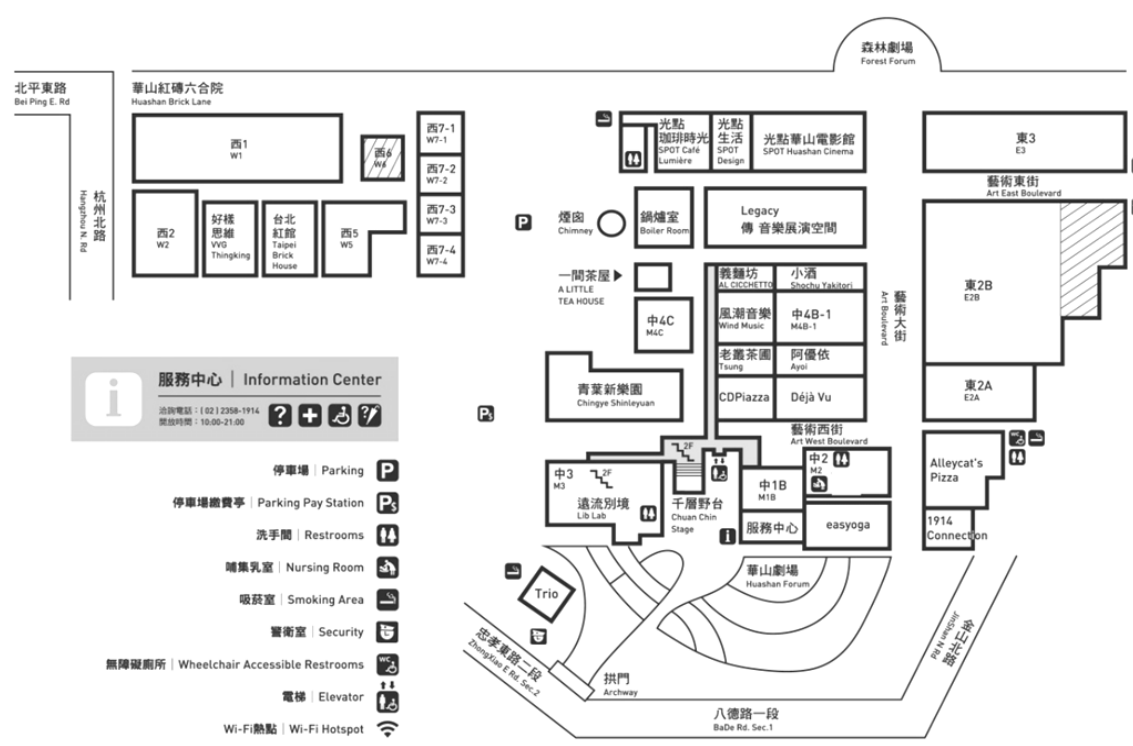 森林劇場
Forest Forum
北平東路
Bei Ping E. Rd
華山紅磚六合院
Huashan Brick Lane
西1
W1
西6
W6
西7-1
W7-1
西7-2
W7-2
西7-3
W7-3
西7-4
W7-4
杭州北路
Hangzhou N. Rd
西2
W2
好樣
思維
VVG
Thingking
台北
紅館
Taipei
Brick
House
西5
W5
光點
珈琲時光
SPOT Café
Lumière
光點
生活
SPOT
Design
光點華山電影館
SPOT Huashan Cinema
東3
E3
藝術東街
Art East Boulevard
P
煙囪
Chimney
鍋爐室
Boiler Room
Legacy
傳 音樂展演空間
一間茶屋▶
A LITTLE
TEA HOUSE
中4C
M4C
義麵坊
AL CICCHETTO
小酒
Shochu Yakitori
風潮音樂
Wind Music
中4B-1
M4B-1
老叢茶圃
Tsung
阿優依
Ayoi
CDPiazza
Déjà Vu
藝術大街
Art Boulevard
東2B
E2B
東2A
E2A
青葉新樂園
Chingye Shinleyuan
Ps
藝術西街
Art West Boulevard
2F
中3
M3
2F
遠流別境
Lib Lab
千層野台
Chuan Chin
Stage
中1B
M1B
服務中心
中2
M2
easyoga
Alleycat's
Pizza
WC
1914
Connection
i
華山劇場
Huashan Forum
Trio
忠孝東路二段
ZhongXiao E Rd. Sec.2
拱門
Archway
八德路一段
BaDe Rd. Sec.1
金山北路
JinShan N Rd
i
服務中心 | Information Center
洽詢電話：( 02 ) 2358-1914
開放時間：10:00-21:00
? ?
停車場 | Parking P
停車場繳費亭 | Parking Pay Station Ps
洗手間 | Restrooms
哺集乳室 | Nursing Room
吸菸室 | Smoking Area
警衛室 | Security
無障礙廁所 | Wheelchair Accessible Restrooms WC
電梯 | Elevator
Wi-Fi熱點 | Wi-Fi Hotspot